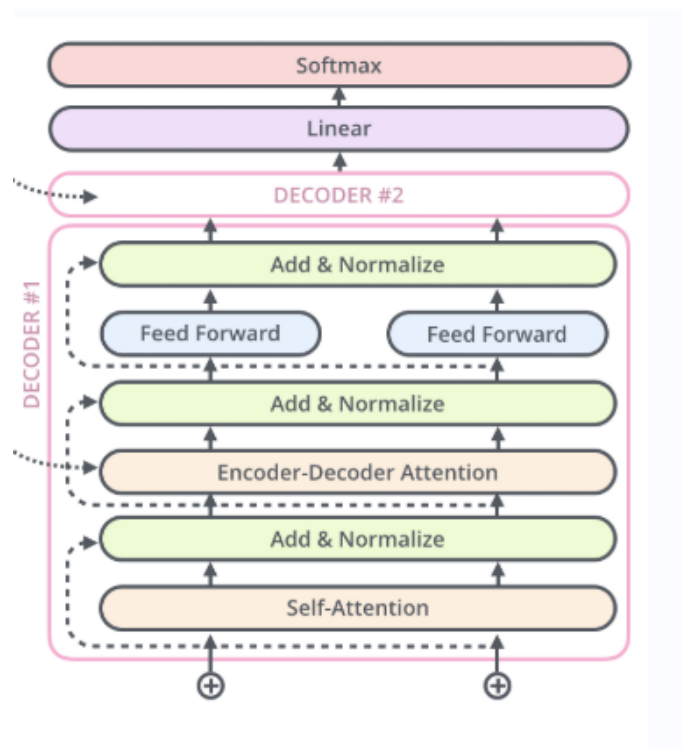 Softmax
Linear
DECODER #2
DECODER #1
Add & Normalize
Feed Forward
Feed Forward
Add & Normalize
Encoder-Decoder Attention
Add & Normalize
Self-Attention